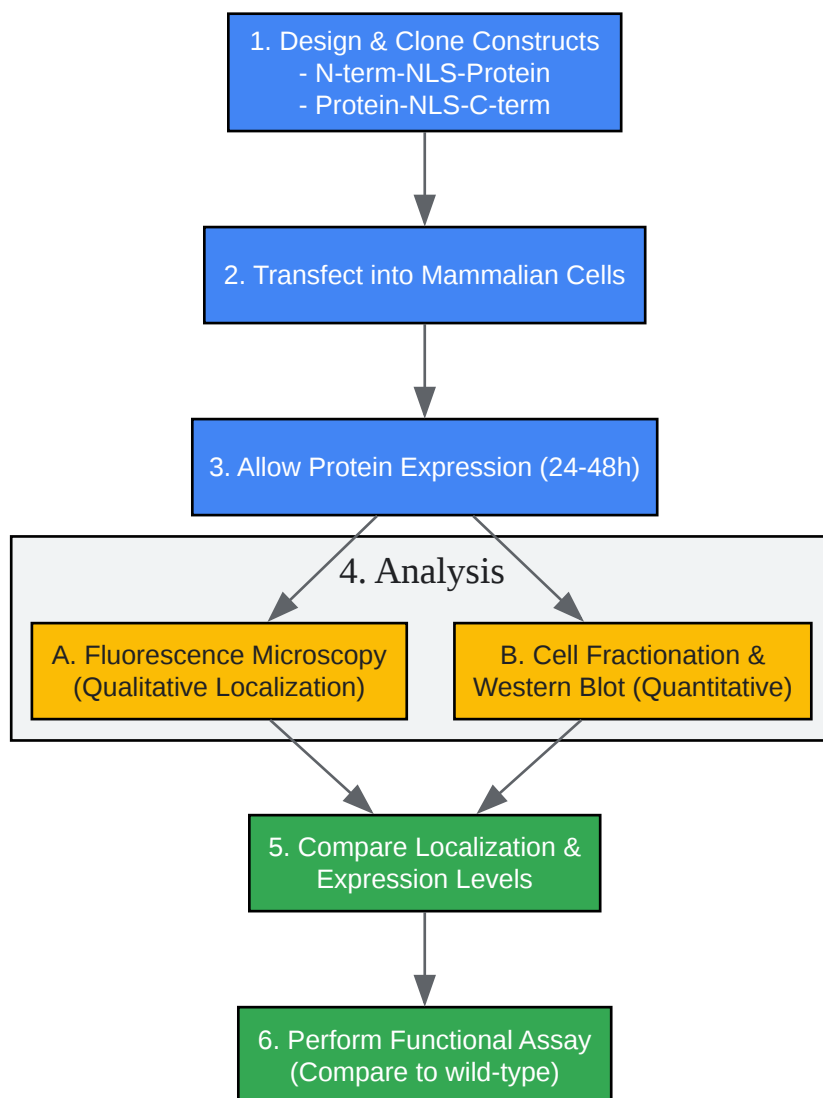 1. Design & Clone Constructs
- N-term-NLS-Protein
- Protein-NLS-C-term
2. Transfect into Mammalian Cells
3. Allow Protein Expression (24-48h)
4. Analysis
A. Fluorescence Microscopy
(Qualitative Localization)
B. Cell Fractionation &
Western Blot (Quantitative)
5. Compare Localization &
Expression Levels
6. Perform Functional Assay
(Compare to wild-type)